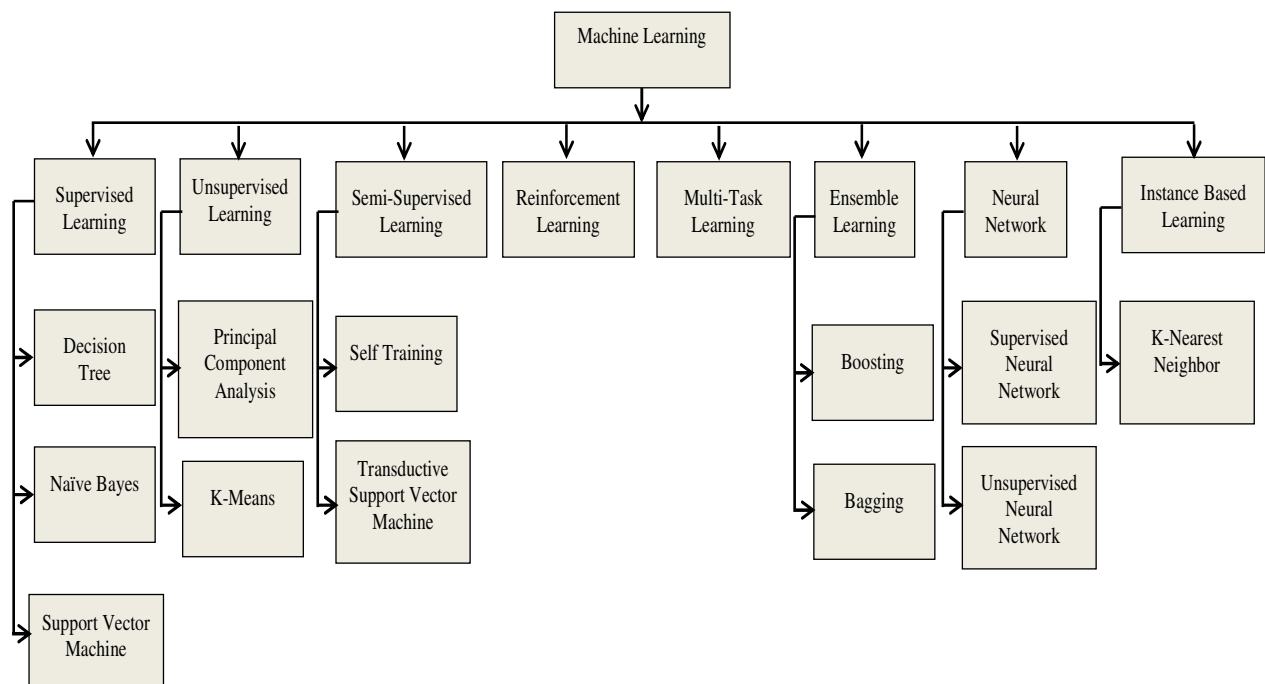 Machine Learning
Supervised
Learning
Unsupervised
Learning
Semi-Supervised
Learning
Reinforcement
Learning
Multi-Task
Learning
Ensemble
Learning
Neural
Network
Instance Based
Learning
Decision
Tree
Naïve Bayes
Support Vector
Machine
Principal
Component
Analysis
K-Means
Self Training
Transductive
Support Vector
Machine
Boosting
Bagging
Supervised
Neural
Network
Unsupervised
Neural
Network
K-Nearest
Neighbor